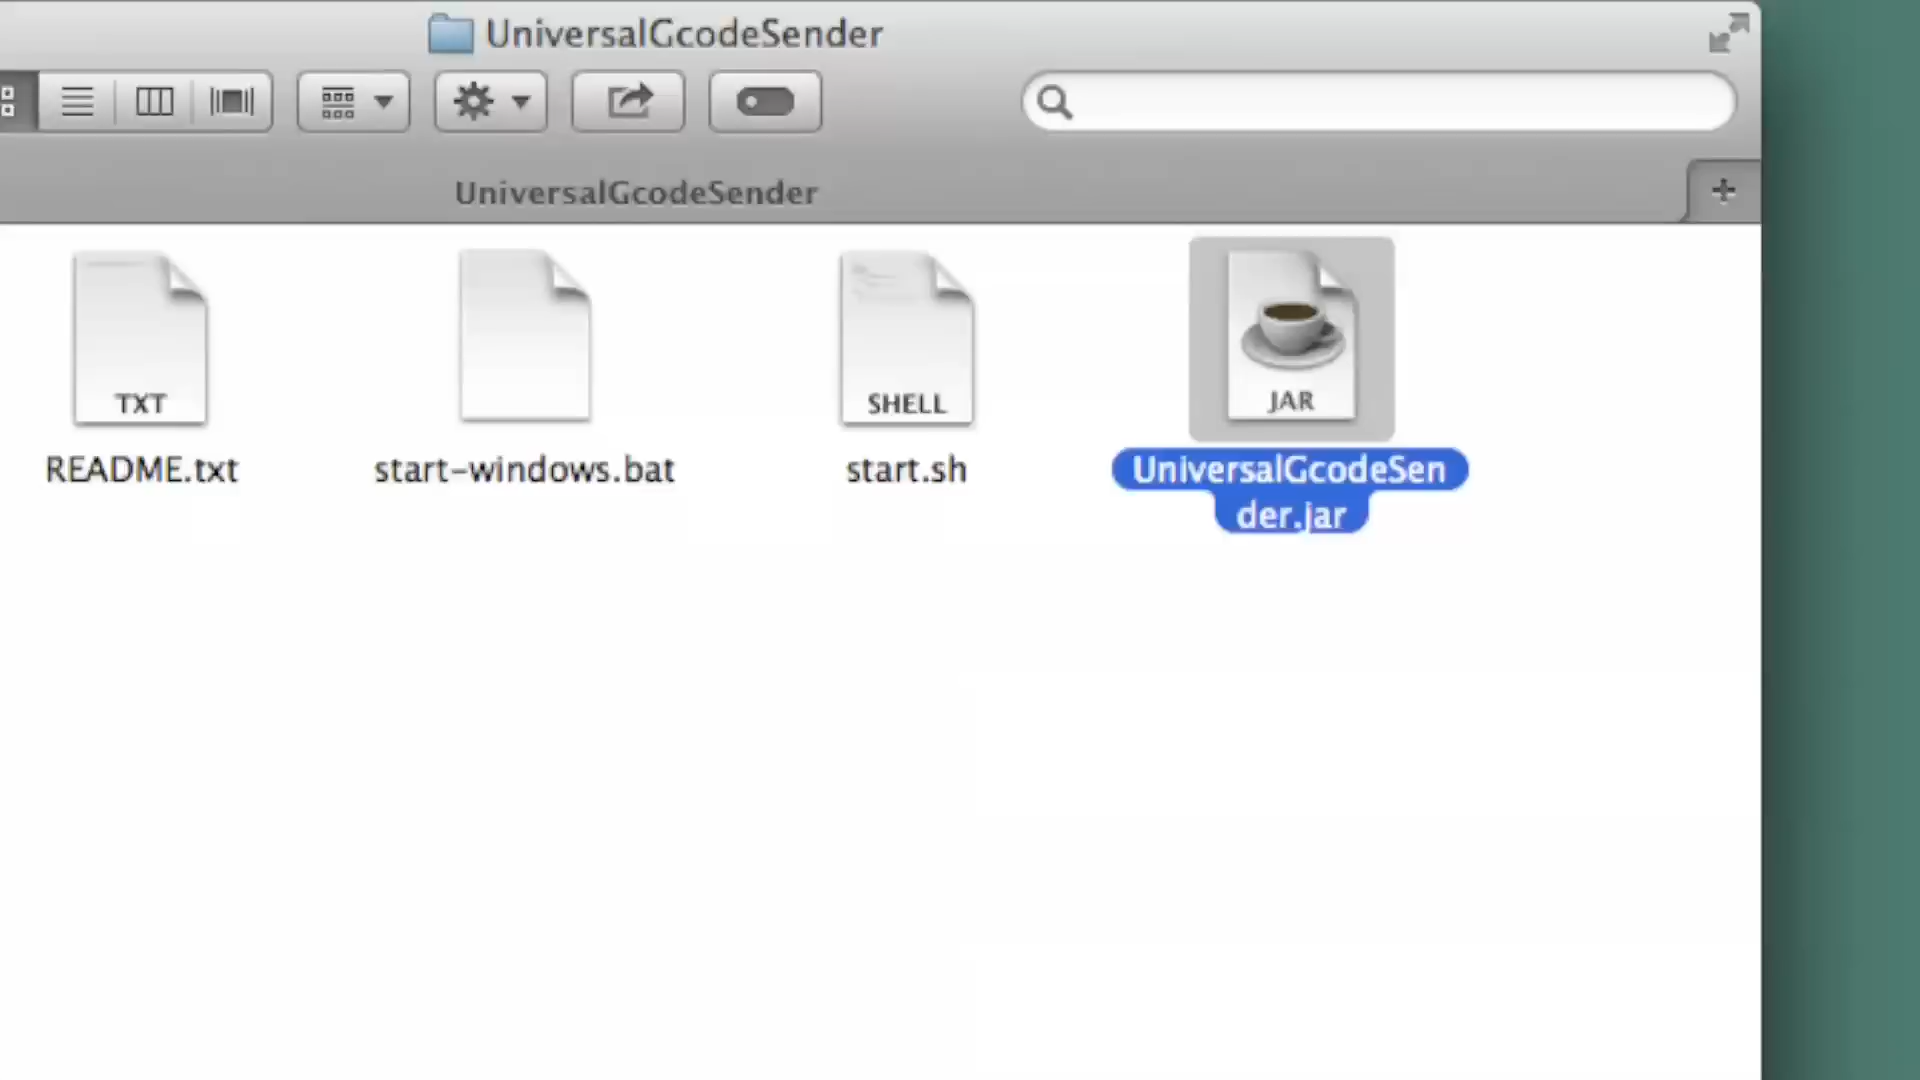 UniversalGcodeSender
UniversalGcodeSender
+
TXT
SHELL
JAR
README.txt
start-windows.bat
start.sh
UniversalGcodeSen
der.jar